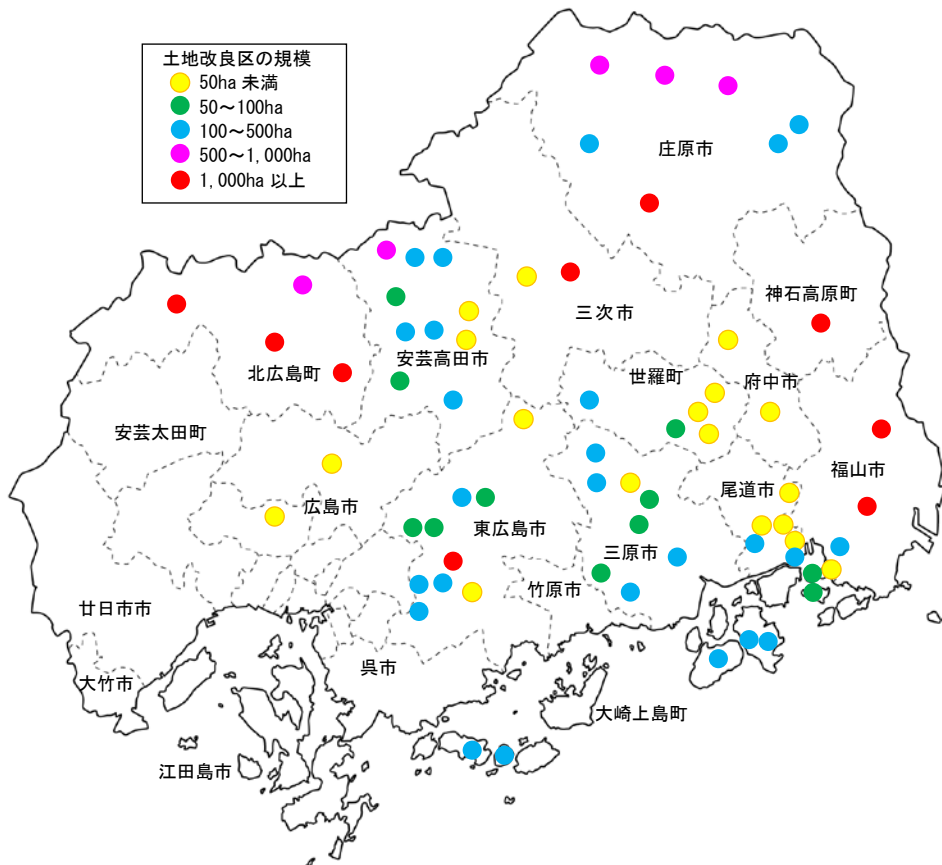 土地改良区の規模
50ha 未満
50～100ha
100～500ha
500～1,000ha
1,000ha 以上
庄原市
神石高原町
三次市
安芸高田市
北広島町
世羅町
府中市
安芸太田町
福山市
尾道市
広島市
東広島市
三原市
竹原市
廿日市市
呉市
大竹市
大崎上島町
江田島市